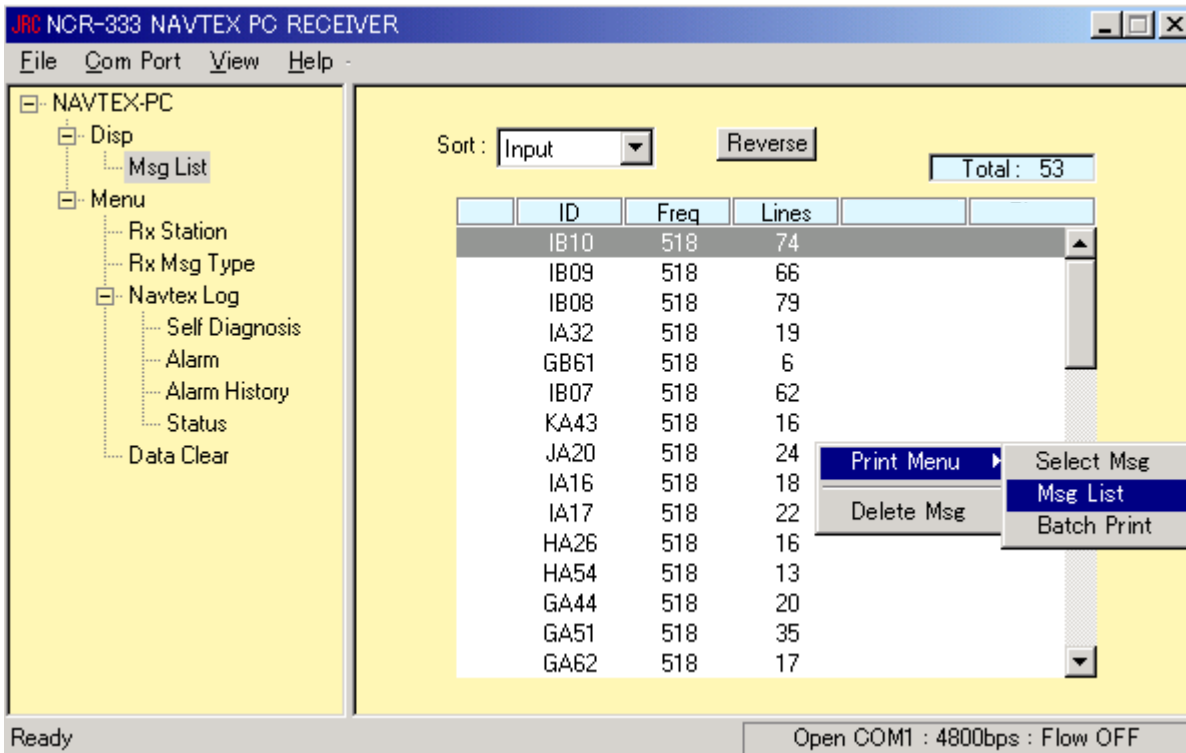 JRC NCR-333 NAVTEX PC RECEIVER
File Com Port View Help
NAVTEX-PC
Disp
Msg List
Menu
Rx Station
Rx Msg Type
Navtex Log
Self Diagnosis
Alarm
Alarm History
Status
Data Clear
Sort : Input Reverse
Total : 53
ID Freq Lines
IB10 518 74
IB09 518 66
IB08 518 79
IA32 518 19
GB61 518 6
IB07 518 62
KA43 518 16
JA20 518 24
IA16 518 18
IA17 518 22
HA26 518 16
HA54 518 13
GA44 518 20
GA51 518 35
GA62 518 17
Print Menu
Delete Msg
Select Msg
Msg List
Batch Print
Ready
Open COM1 : 4800bps : Flow OFF